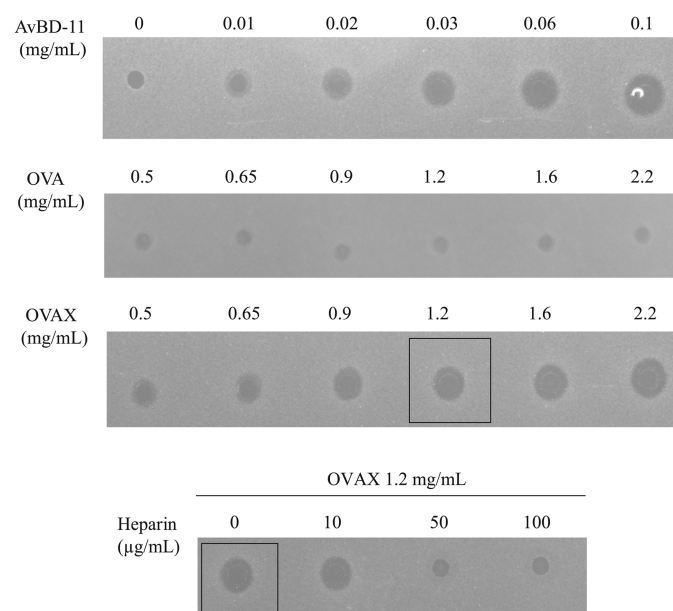 AvBD-11 0 0.01 0.02 0.03 0.06 0.1
(mg/mL)
OVA 0.5 0.65 0.9 1.2 1.6 2.2
(mg/mL)
OVAX 0.5 0.65 0.9 1.2 1.6 2.2
(mg/mL)
OVAX 1.2 mg/mL
Heparin 0 10 50 100
(µg/mL)